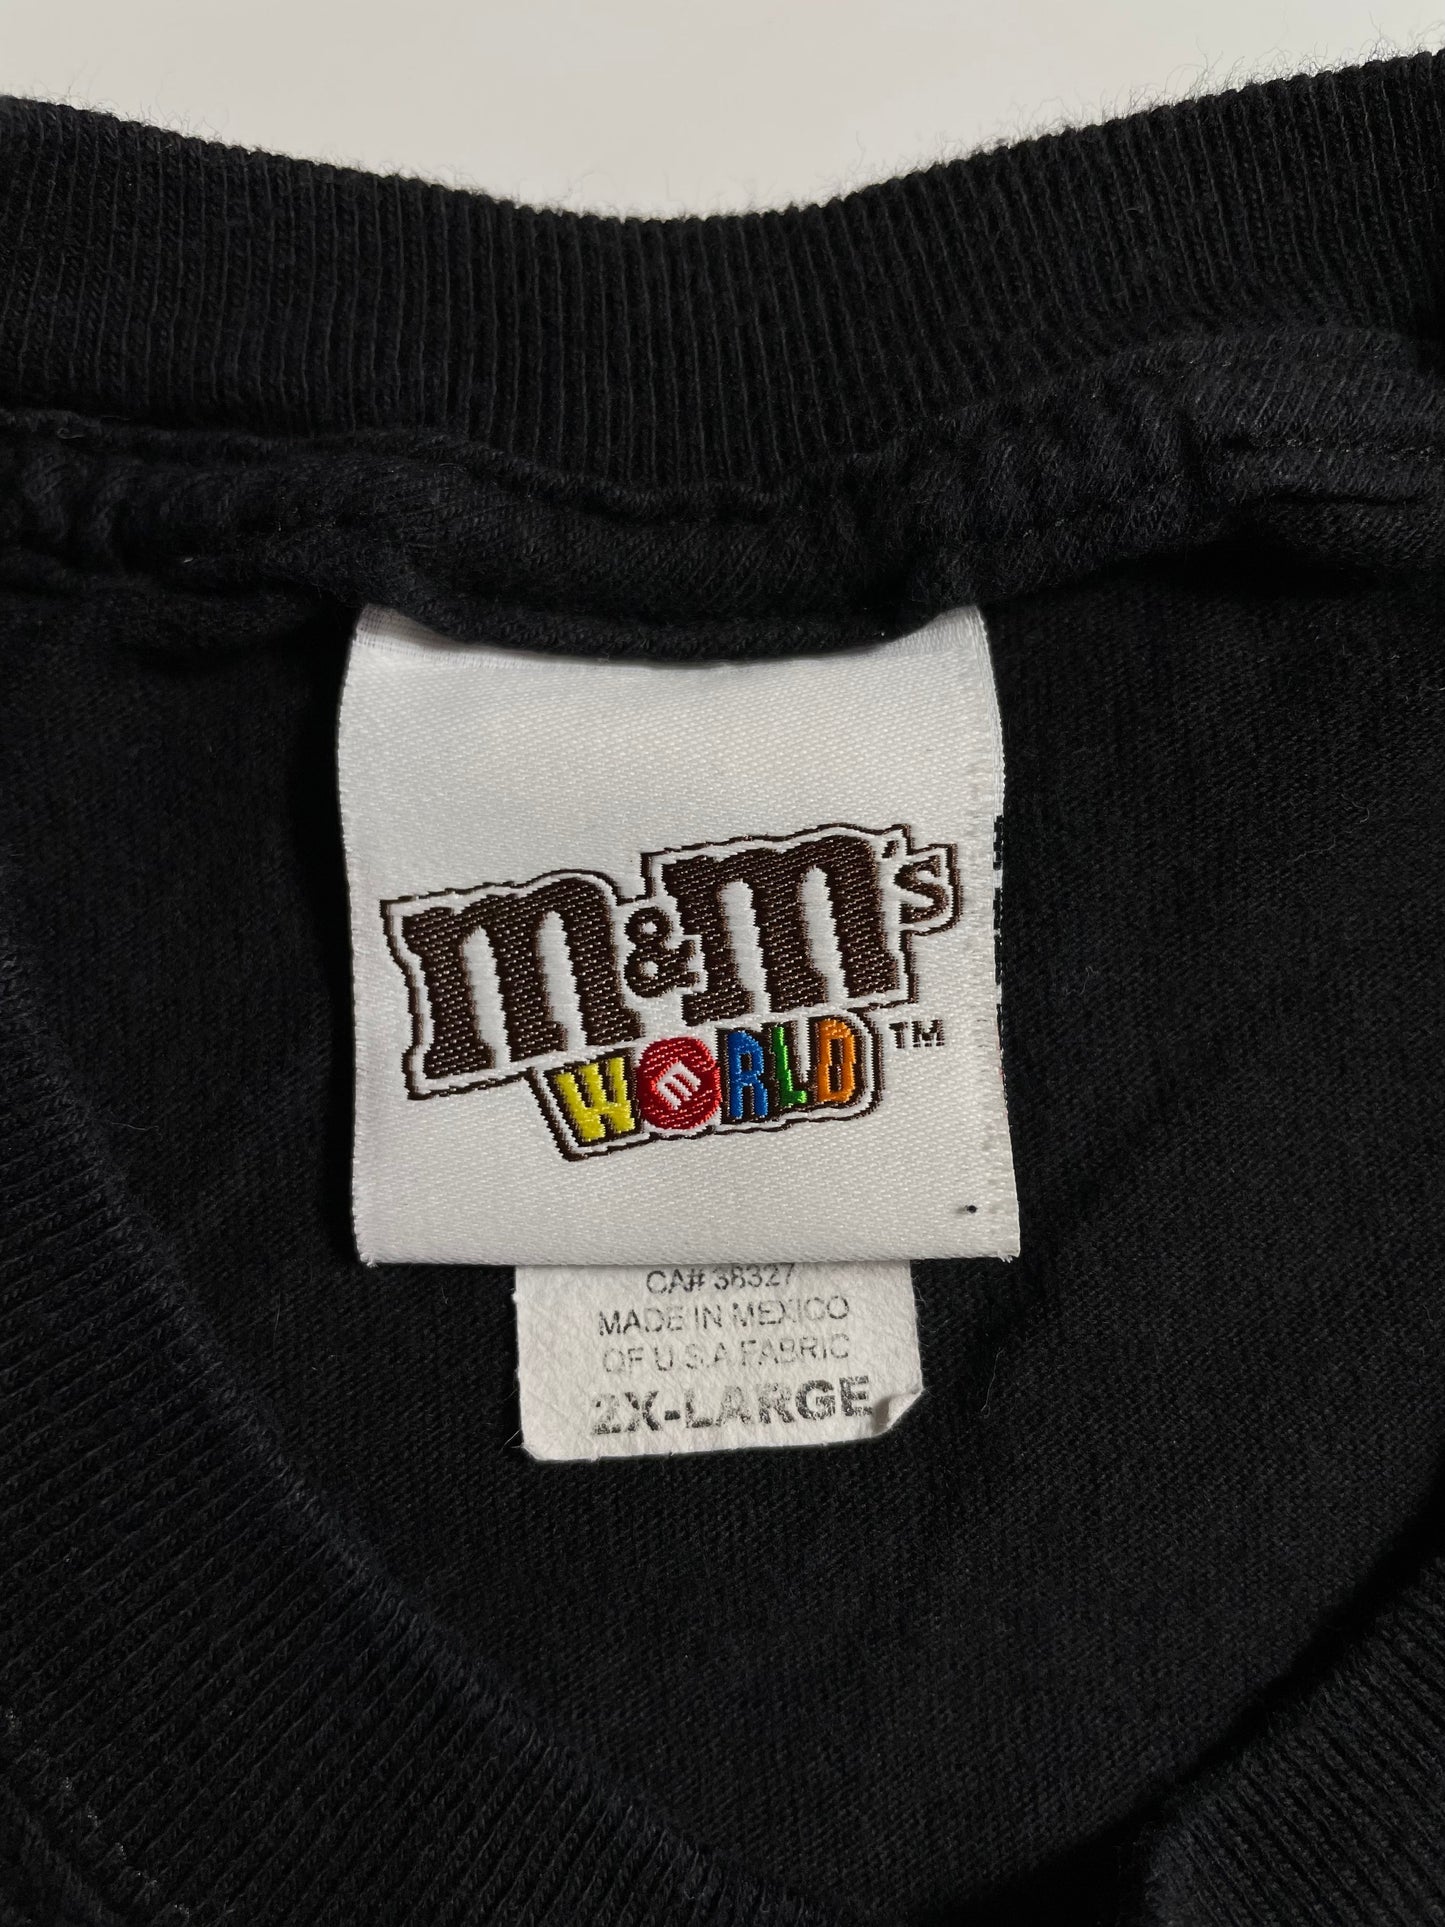 m&m's
WORLD™
m
CA# 38327
MADE IN MEXICO
OF U.S.A FABRIC
2X-LARGE